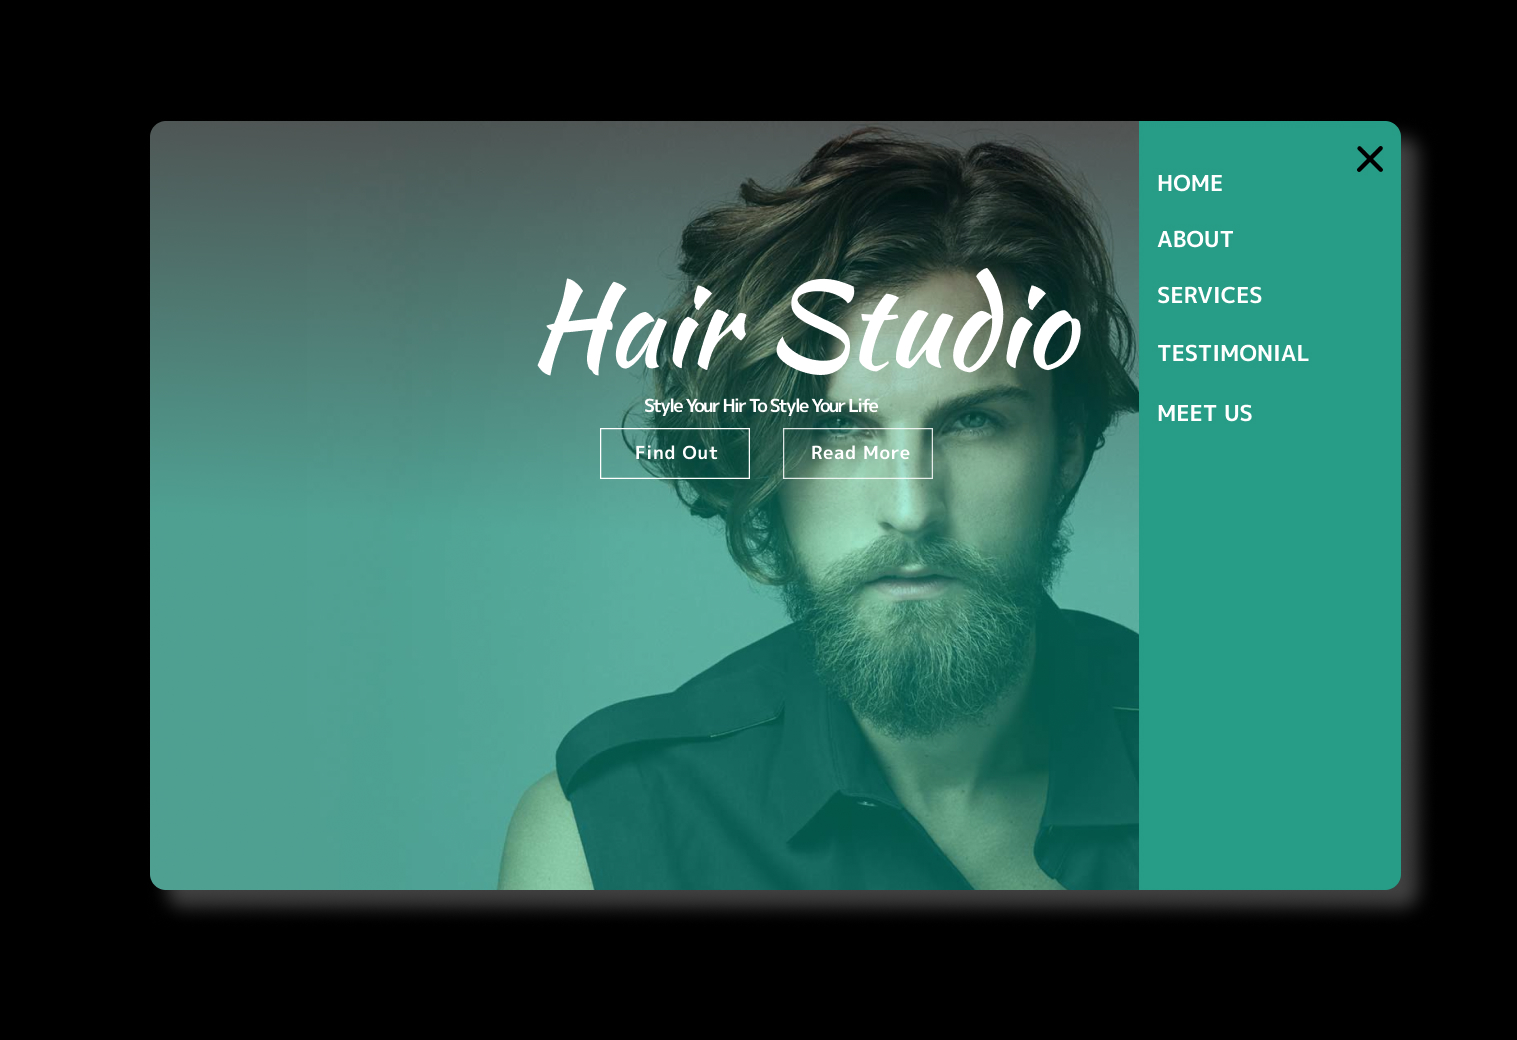 HOME
ABOUT
SERVICES
TESTIMONIAL
MEET US
Hair Studio
Style Your Hir To Style Your Life
Find Out
Read More